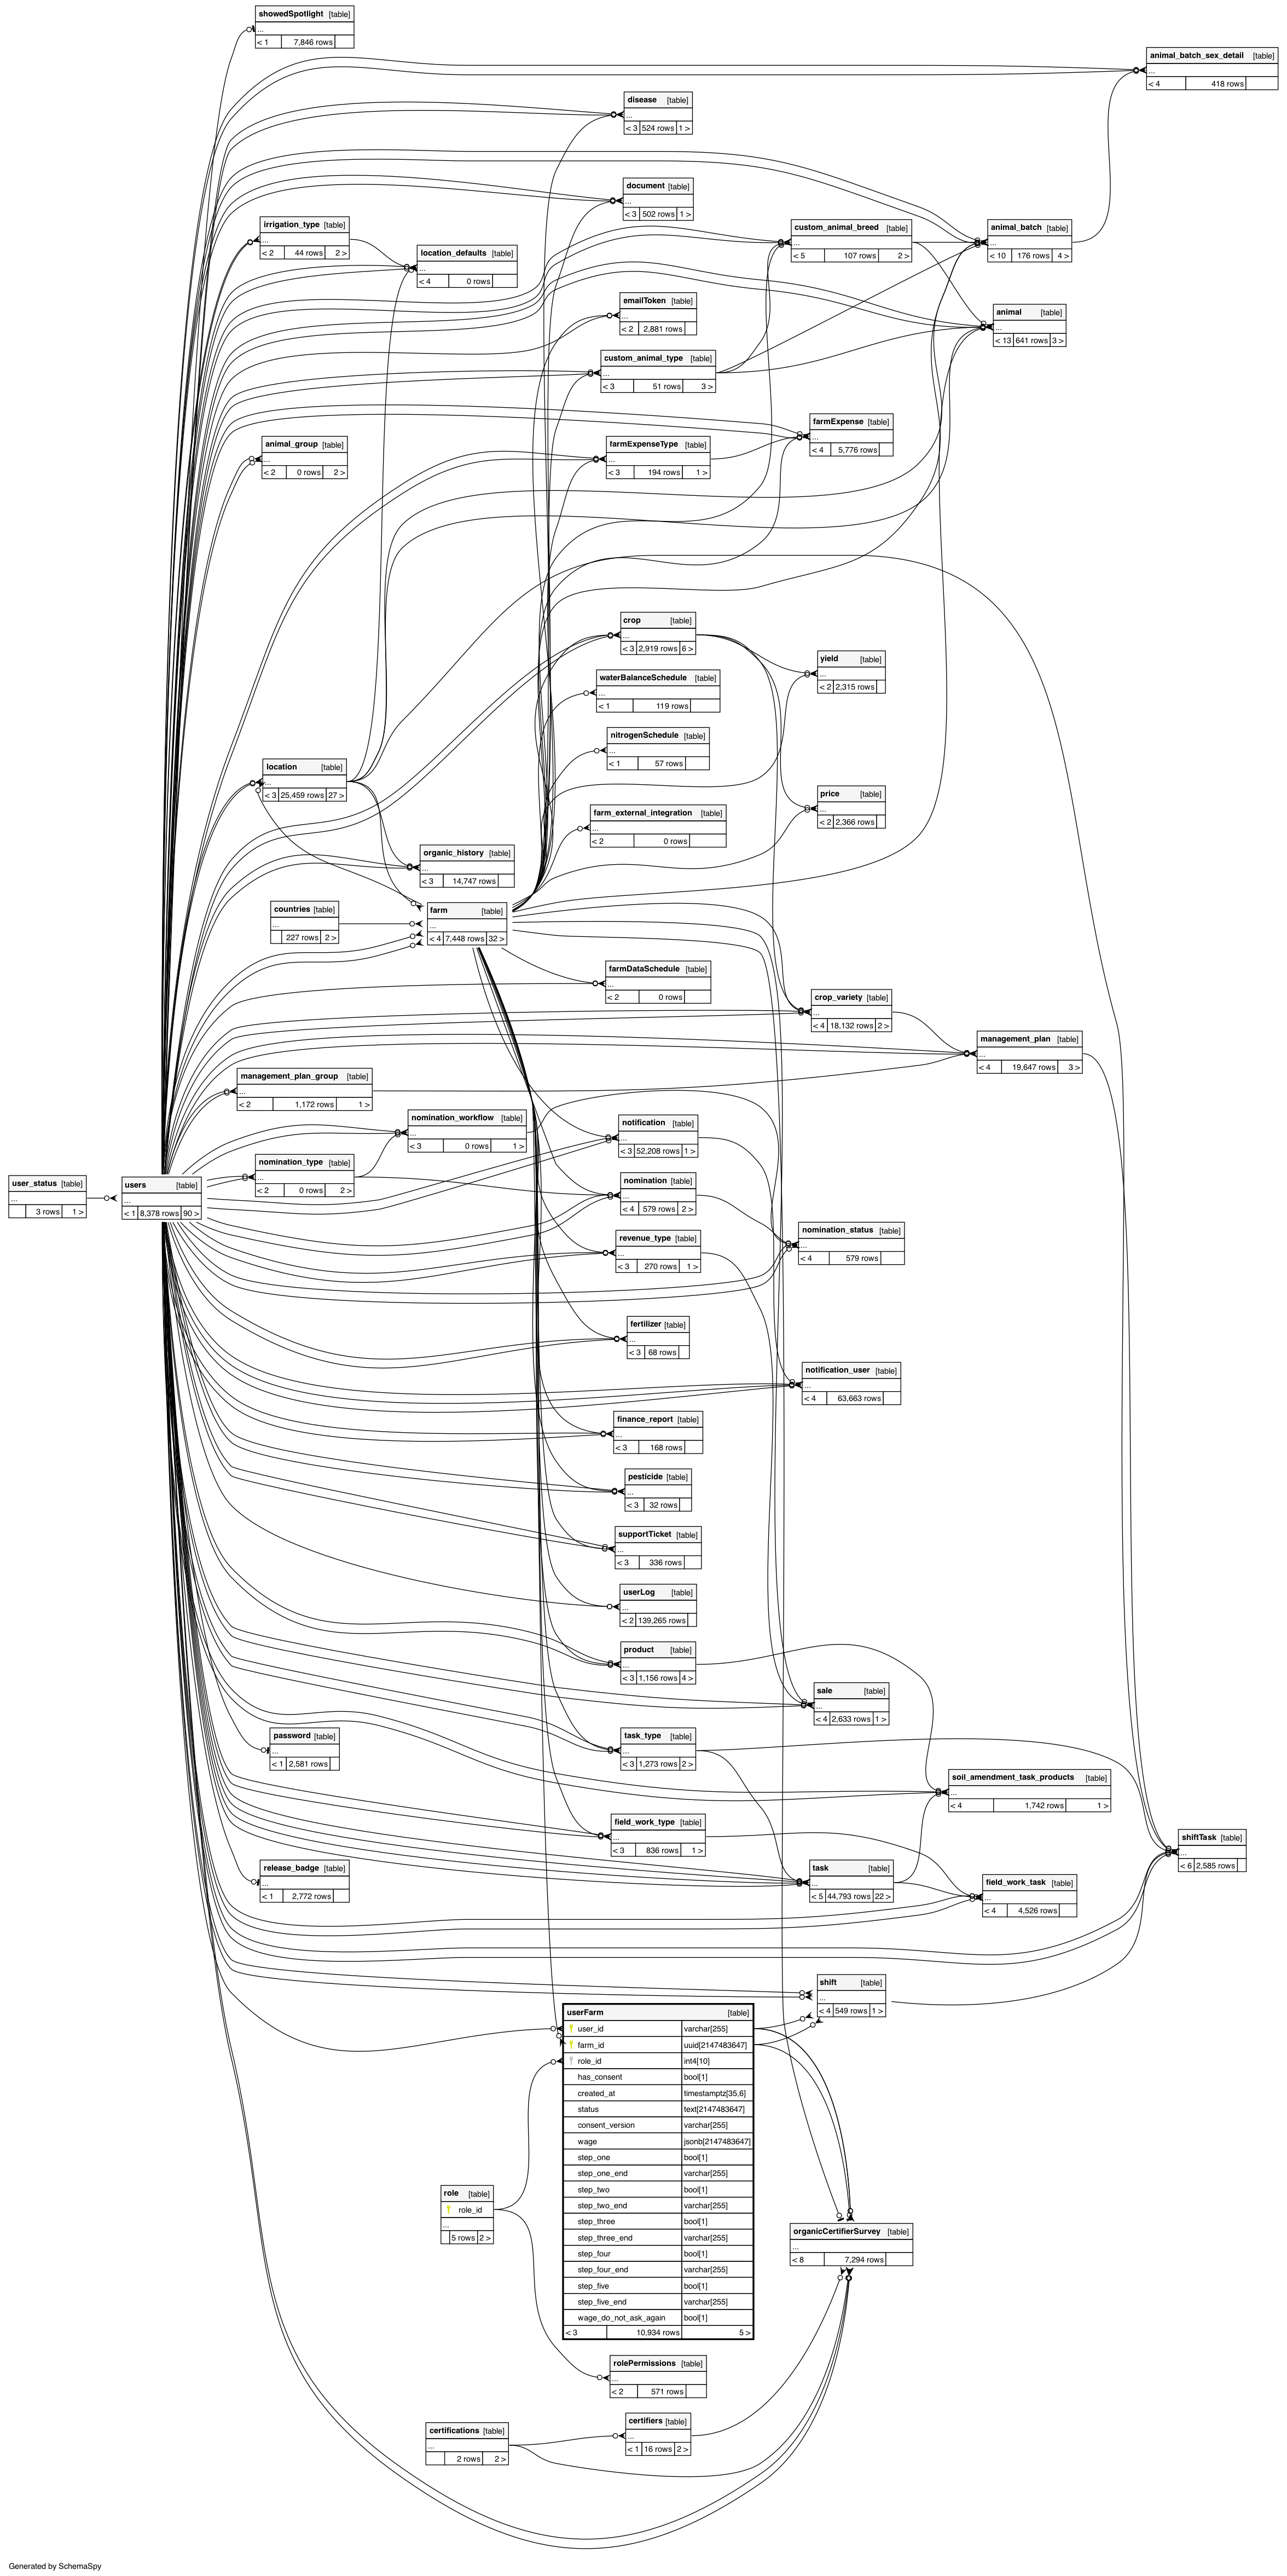 showedSpotlight [table]
...
< 1 7,846 rows
animal_batch_sex_detail [table]
...
< 4 418 rows
disease [table]
...
< 3 524 rows 1 >
document [table]
...
< 3 502 rows 1 >
irrigation_type [table]
...
< 2 44 rows 2 >
custom_animal_breed [table]
...
< 5 107 rows 2 >
animal_batch [table]
...
< 10 176 rows 4 >
location_defaults [table]
...
< 4 0 rows
emailToken [table]
...
< 2 2,881 rows
animal [table]
...
< 13 641 rows 3 >
custom_animal_type [table]
...
< 3 51 rows 3 >
farmExpense [table]
...
< 4 5,776 rows
animal_group [table]
...
< 2 0 rows 2 >
farmExpenseType [table]
...
< 3 194 rows 1 >
crop [table]
...
< 3 2,919 rows 6 >
yield [table]
...
< 2 2,315 rows
waterBalanceSchedule [table]
...
< 1 119 rows
nitrogenSchedule [table]
...
< 1 57 rows
location [table]
...
< 3 25,459 rows 27 >
price [table]
...
< 2 2,366 rows
farm_external_integration [table]
...
< 2 0 rows
organic_history [table]
...
< 3 14,747 rows
countries [table]
...
227 rows 2 >
farm [table]
...
< 4 7,448 rows 32 >
farmDataSchedule [table]
...
< 2 0 rows
crop_variety [table]
...
< 4 18,132 rows 2 >
management_plan [table]
...
< 4 19,647 rows 3 >
management_plan_group [table]
...
< 2 1,172 rows 1 >
nomination_workflow [table]
...
< 3 0 rows 1 >
notification [table]
...
< 3 52,208 rows 1 >
nomination_type [table]
...
< 2 0 rows 2 >
user_status [table]
...
3 rows 1 >
users [table]
...
< 1 8,378 rows 90 >
nomination [table]
...
< 4 579 rows 2 >
nomination_status [table]
...
< 4 579 rows
revenue_type [table]
...
< 3 270 rows 1 >
fertilizer [table]
...
< 3 68 rows
notification_user [table]
...
< 4 63,663 rows
finance_report [table]
...
< 3 168 rows
pesticide [table]
...
< 3 32 rows
supportTicket [table]
...
< 3 336 rows
userLog [table]
...
< 2 139,265 rows
product [table]
...
< 3 1,156 rows 4 >
sale [table]
...
< 4 2,633 rows 1 >
password [table]
...
< 1 2,581 rows
task_type [table]
...
< 3 1,273 rows 2 >
soil_amendment_task_products [table]
...
< 4 1,742 rows 1 >
field_work_type [table]
...
< 3 836 rows 1 >
shiftTask [table]
...
< 6 2,585 rows
release_badge [table]
...
< 1 2,772 rows
task [table]
...
< 5 44,793 rows 22 >
field_work_task [table]
...
< 4 4,526 rows
shift [table]
...
< 4 549 rows 1 >
userFarm [table]
user_id varchar[255]
farm_id uuid[2147483647]
role_id int4[10]
has_consent bool[1]
created_at timestamptz[35,6]
status text[2147483647]
consent_version varchar[255]
wage jsonb[2147483647]
step_one bool[1]
step_one_end varchar[255]
step_two bool[1]
step_two_end varchar[255]
step_three bool[1]
step_three_end varchar[255]
step_four bool[1]
step_four_end varchar[255]
step_five bool[1]
step_five_end varchar[255]
wage_do_not_ask_again bool[1]
< 3 10,934 rows 5 >
role [table]
role_id
...
5 rows 2 >
organicCertifierSurvey [table]
...
< 8 7,294 rows
rolePermissions [table]
...
< 2 571 rows
certifiers [table]
...
< 1 16 rows 2 >
certifications [table]
...
2 rows 2 >
Generated by SchemaSpy